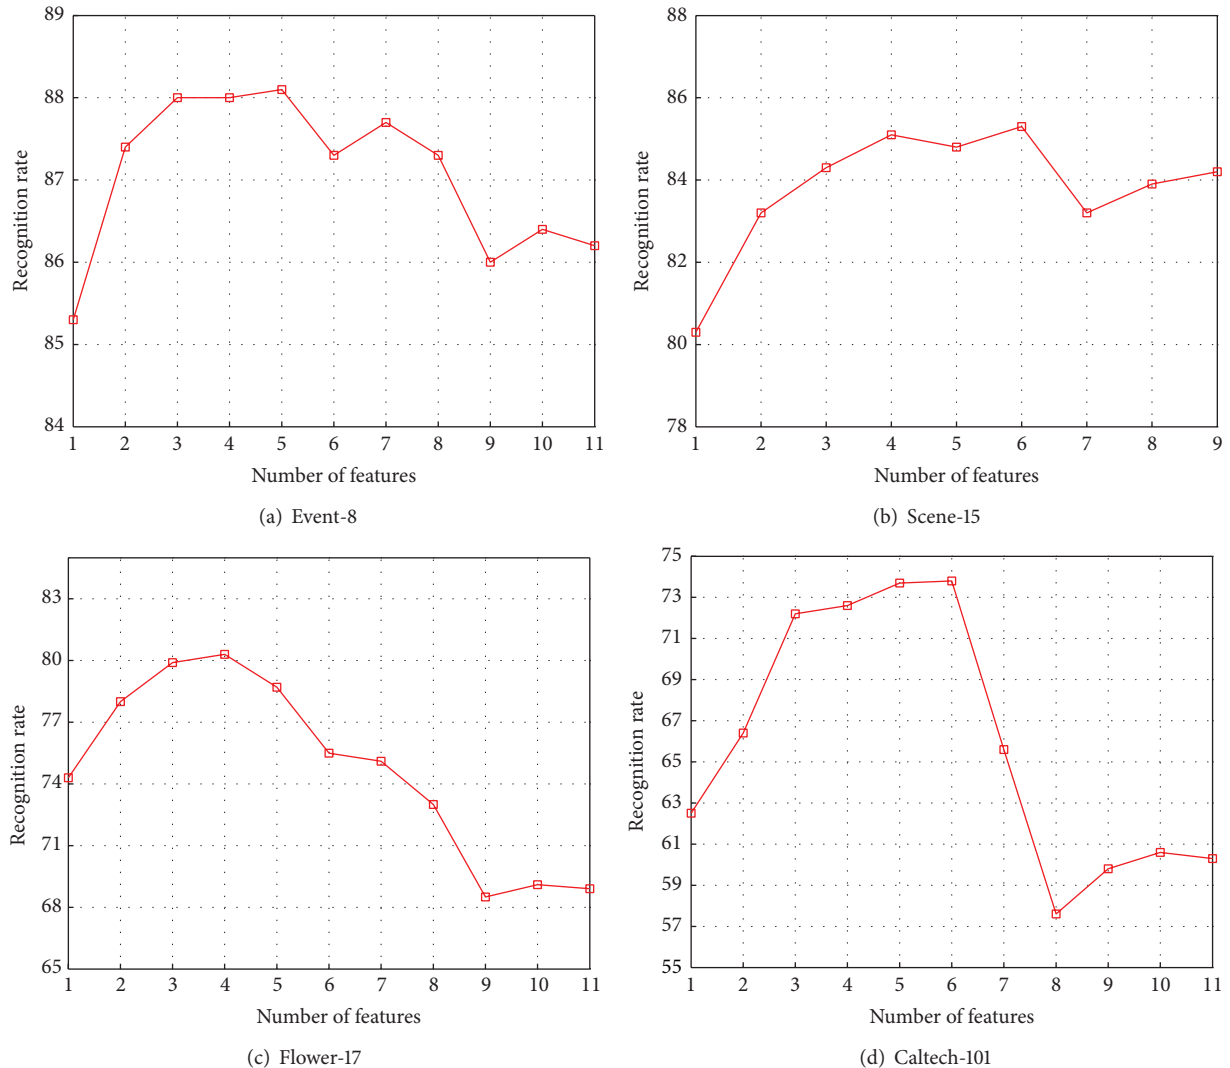 89
88
87
86
85
84
Recognition rate
1 2 3 4 5 6 7 8 9 10 11
Number of features
(a) Event-8
88
86
84
82
80
78
Recognition rate
1 2 3 4 5 6 7 8 9
Number of features
(b) Scene-15
83
80
77
74
71
68
65
Recognition rate
1 2 3 4 5 6 7 8 9 10 11
Number of features
(c) Flower-17
75
73
71
69
67
65
63
61
59
57
55
Recognition rate
1 2 3 4 5 6 7 8 9 10 11
Number of features
(d) Caltech-101